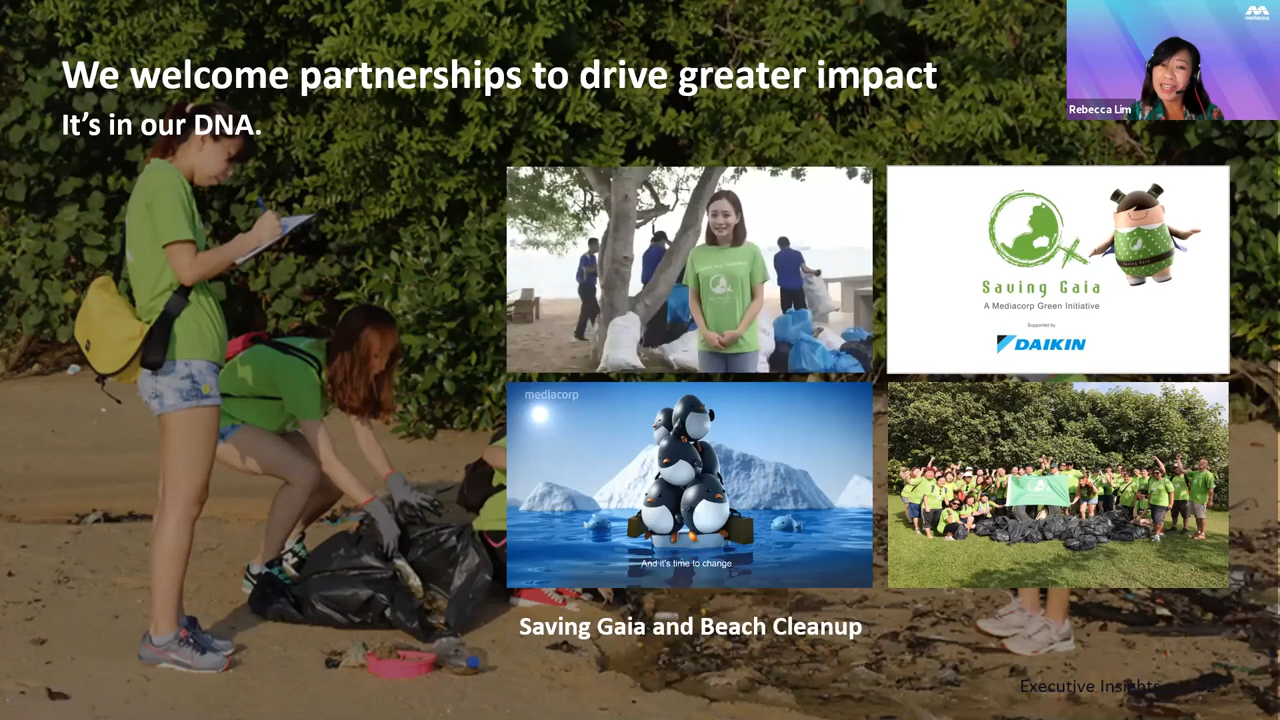 We welcome partnerships to drive greater impact
It's in our DNA.
mediacorp
Rebecca Lim
Saving Gaia
A Mediacorp Green Initiative
Supported by
DAIKIN
mediacorp
And it's time to change
Saving Gaia and Beach Cleanup
Executive Insights